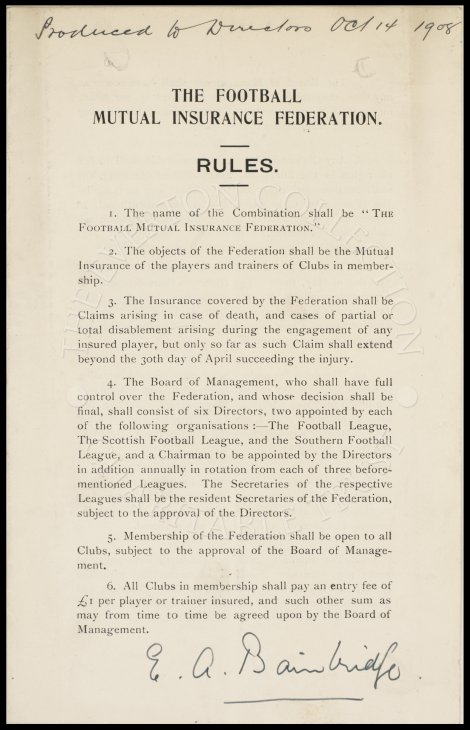 Produced to Directors Oct 14 1908
THE FOOTBALL
MUTUAL INSURANCE FEDERATION.
RULES.
1. The name of the Combination shall be "THE
FOOTBALL MUTUAL INSURANCE FEDERATION."
2. The objects of the Federation shall be the Mutual
Insurance of the players and trainers of Clubs in member-
ship.
3. The Insurance covered by the Federation shall be
Claims arising in case of death, and cases of partial or
total disablement arising during the engagement of any
insured player, but only so far as such Claim shall extend
beyond the 30th day of April succeeding the injury.
4. The Board of Management, who shall have full
control over the Federation, and whose decision shall be
final, shall consist of six Directors, two appointed by each
of the following organisations :—The Football League,
The Scottish Football League, and the Southern Football
League, and a Chairman to be appointed by the Directors
in addition annually in rotation from each of three before-
mentioned Leagues. The Secretaries of the respective
Leagues shall be the resident Secretaries of the Federation,
subject to the approval of the Directors.
5. Membership of the Federation shall be open to all
Clubs, subject to the approval of the Board of Manage-
ment.
6. All Clubs in membership shall pay an entry fee of
£1 per player or trainer insured, and such other sum as
may from time to time be agreed upon by the Board of
Management.
E. A. Bainbridge.
THE EVERTON COLLECTION